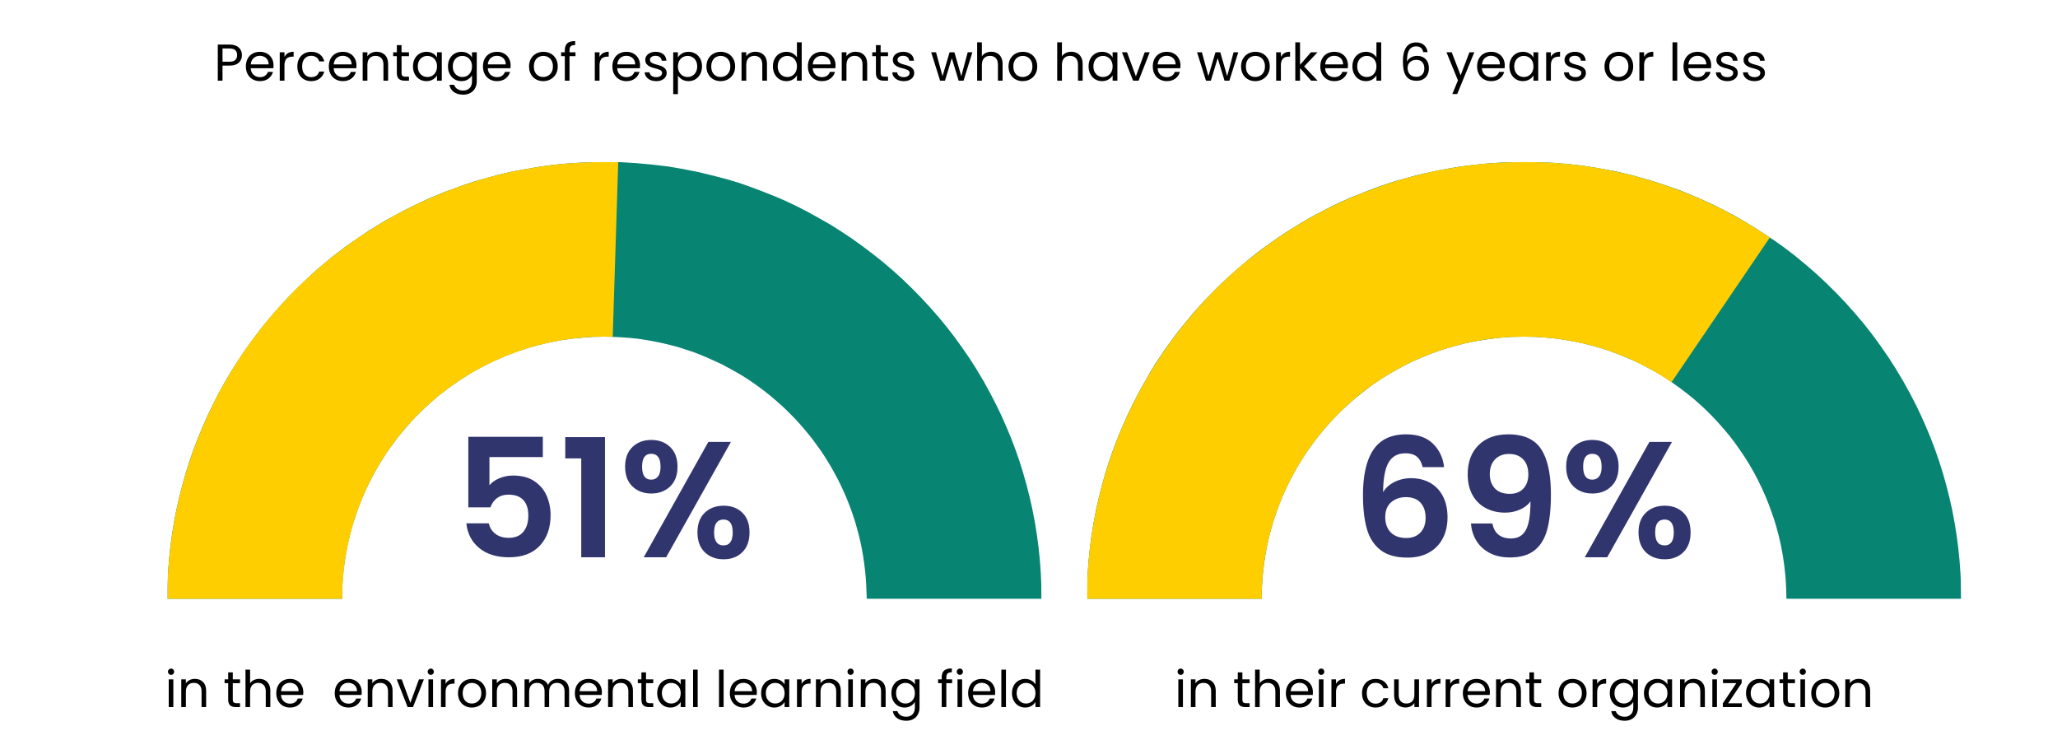 Percentage of respondents who have worked 6 years or less
51%
69%
in the environmental learning field
in their current organization